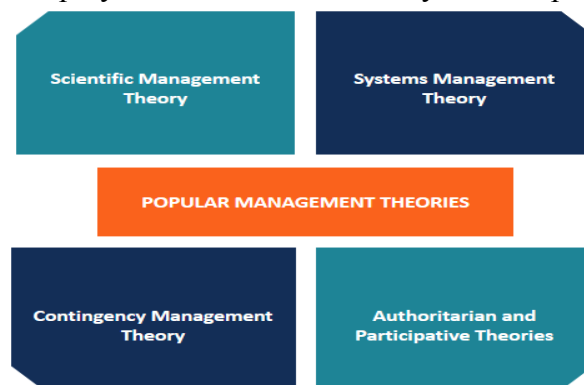 Scientific Management
Theory
Systems Management
Theory
POPULAR MANAGEMENT THEORIES
Contingency Management
Theory
Authoritarian and
Participative Theories